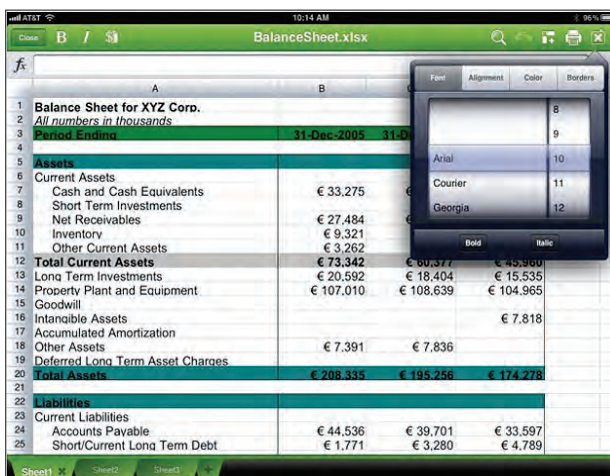 AT&T 10:14 AM 96%
Close B I $ BalanceSheet.xlsx
fx
Font Alignment Color Borders
A B
8
9
Arial 10
Courier 11
Georgia 12
Bold Italic
1 Balance Sheet for XYZ Corp.
2 All numbers in thousands
3 Period Ending 31-Dec-2005 31-D
4
5 Assets
6 Current Assets
7 Cash and Cash Equivalents € 33,275
8 Short Term Investments
9 Net Receivables € 27,484
10 Inventory € 9,321
11 Other Current Assets € 3,262
12 Total Current Assets € 73,342 € 60,377 € 45,960
13 Long Term Investments € 20,592 € 18,404 € 15,535
14 Property Plant and Equipment € 107,010 € 108,639 € 104,965
15 Goodwill
16 Intangible Assets € 7,818
17 Accumulated Amortization
18 Other Assets € 7,391 € 7,836
19 Deferred Long Term Asset Charges
20 Total Assets € 208,335 € 195,256 € 174,278
21
22 Liabilities
23 Current Liabilities
24 Accounts Payable € 44,536 € 39,701 € 33,597
25 Short/Current Long Term Debt € 1,771 € 3,280 € 4,789
Sheet1 Sheet2 Sheet3 +